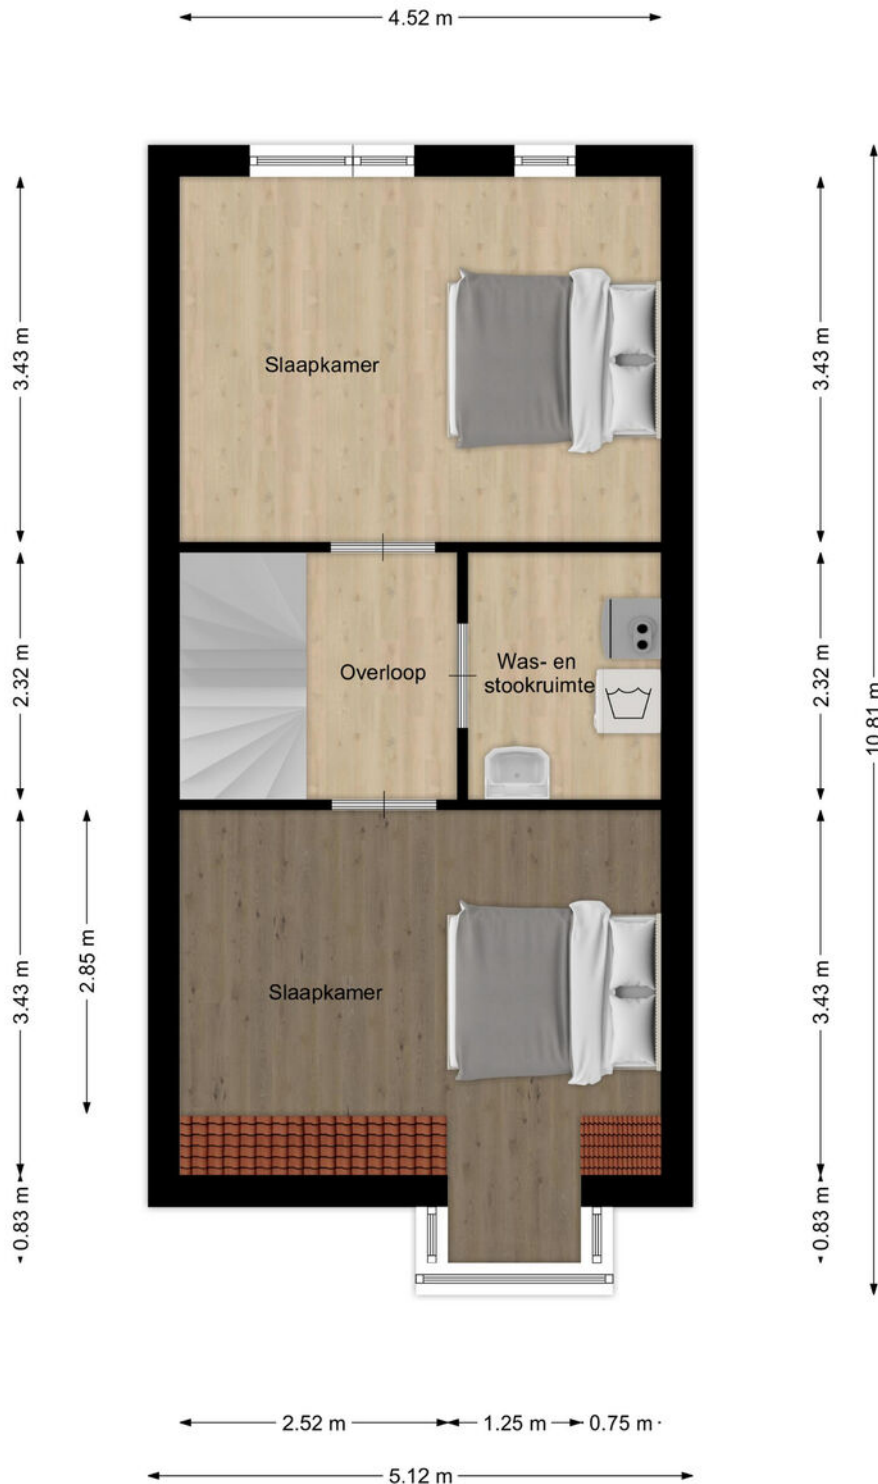 4.52 m
3.43 m
3.43 m
Slaapkamer
2.32 m
Overloop
Was- en
stookruimte
2.32 m
10.81 m
3.43 m
2.85 m
Slaapkamer
3.43 m
0.83 m
0.83 m
2.52 m
1.25 m
0.75 m
5.12 m